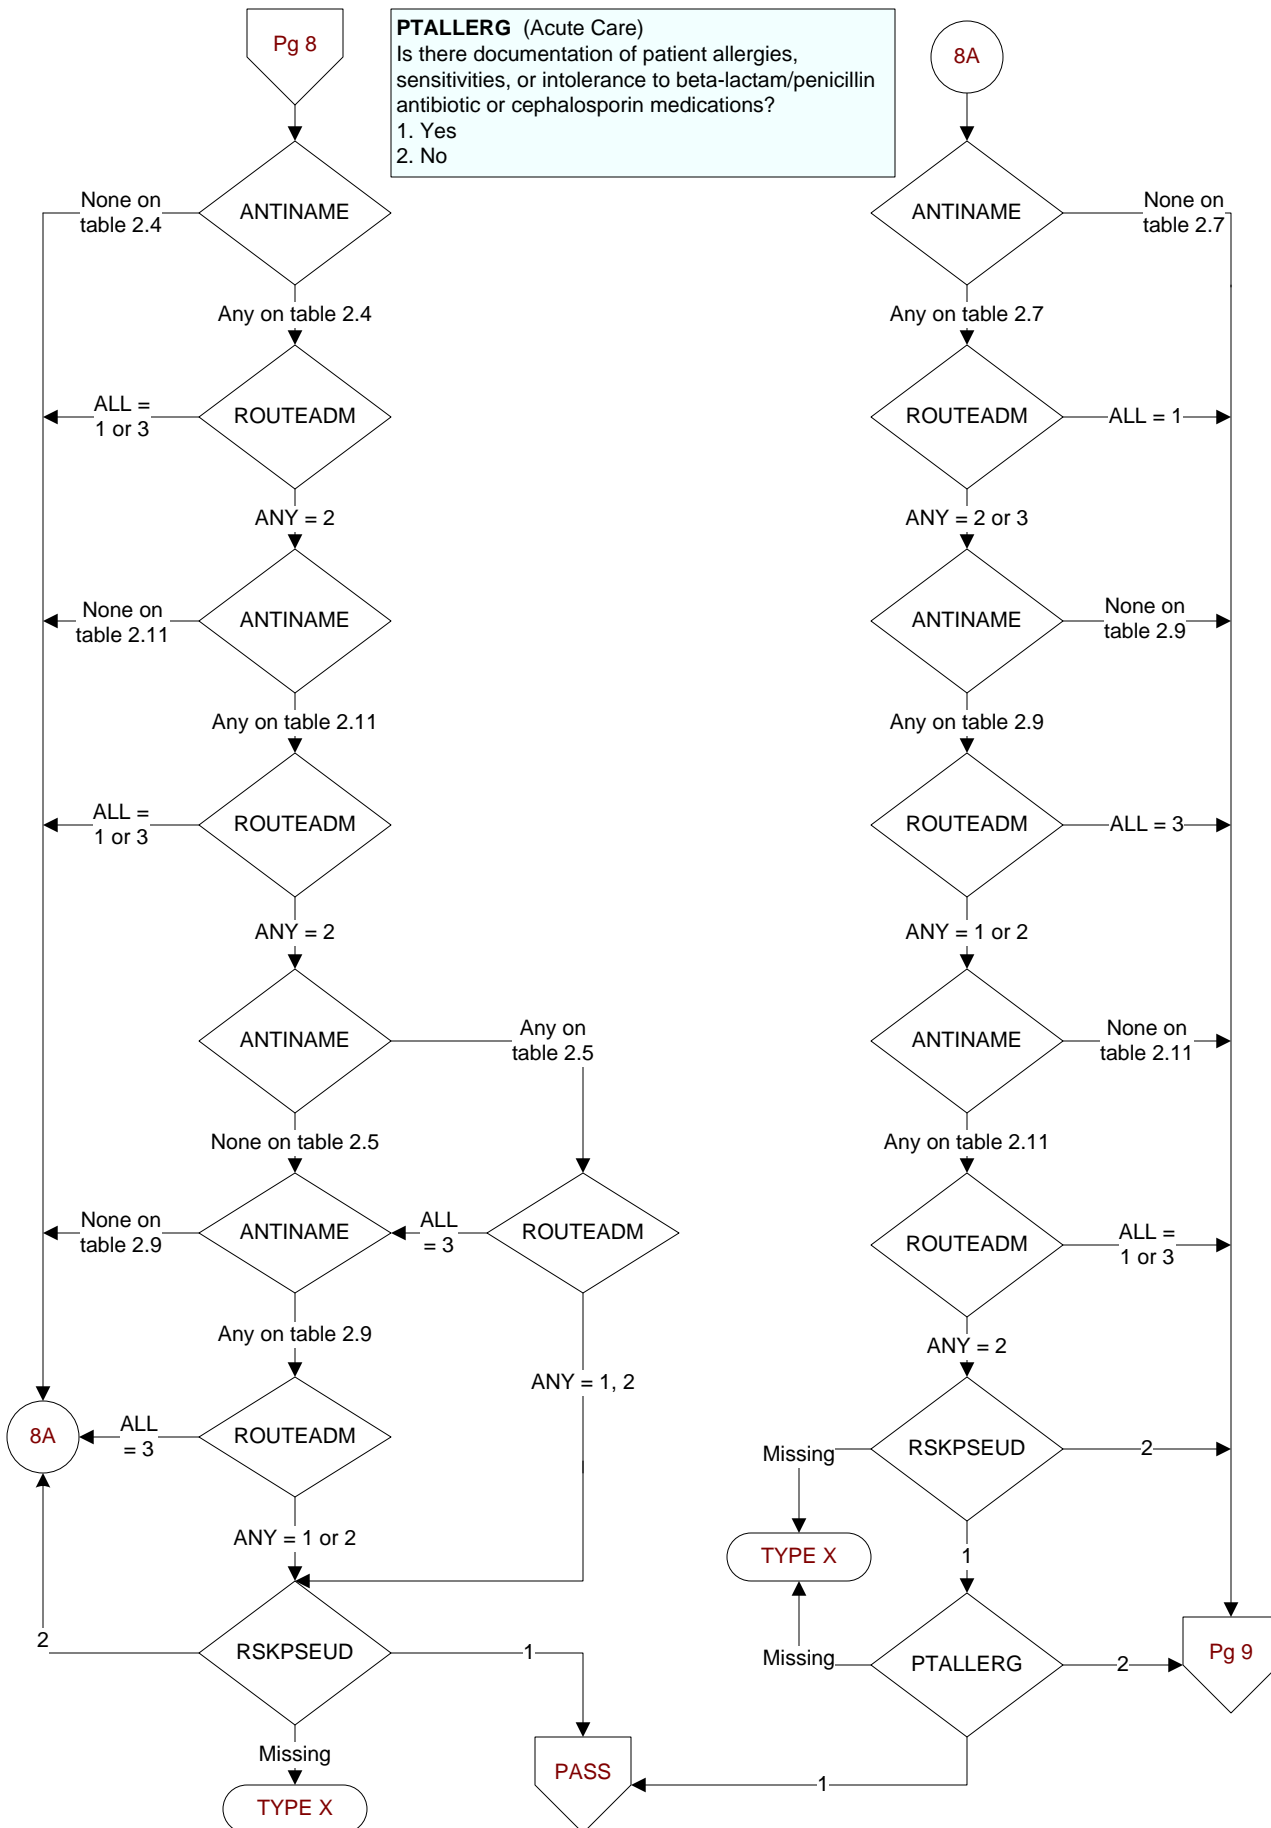 Pg 8
PTALLERG (Acute Care)
Is there documentation of patient allergies,
sensitivities, or intolerance to beta-lactam/penicillin
antibiotic or cephalosporin medications?
1. Yes
2. No
8A
None on
table 2.4
ANTINAME
Any on table 2.4
ALL =
1 or 3
ROUTEADM
ANY = 2
None on
table 2.11
ANTINAME
Any on table 2.11
ALL =
1 or 3
ROUTEADM
ANY = 2
ANTINAME
Any on
table 2.5
None on table 2.5
None on
table 2.9
ANTINAME
ALL
= 3
ROUTEADM
Any on table 2.9
ANY = 1, 2
8A
ALL
= 3
ROUTEADM
ANY = 1 or 2
2
RSKPSEUD
1
Missing
TYPE X
PASS
ANTINAME
None on
table 2.7
Any on table 2.7
ROUTEADM
ALL = 1
ANY = 2 or 3
ANTINAME
None on
table 2.9
Any on table 2.9
ROUTEADM
ALL = 3
ANY = 1 or 2
ANTINAME
None on
table 2.11
Any on table 2.11
ROUTEADM
ALL =
1 or 3
ANY = 2
Missing
RSKPSEUD
2
TYPE X
1
Missing
PTALLERG
2
Pg 9
1